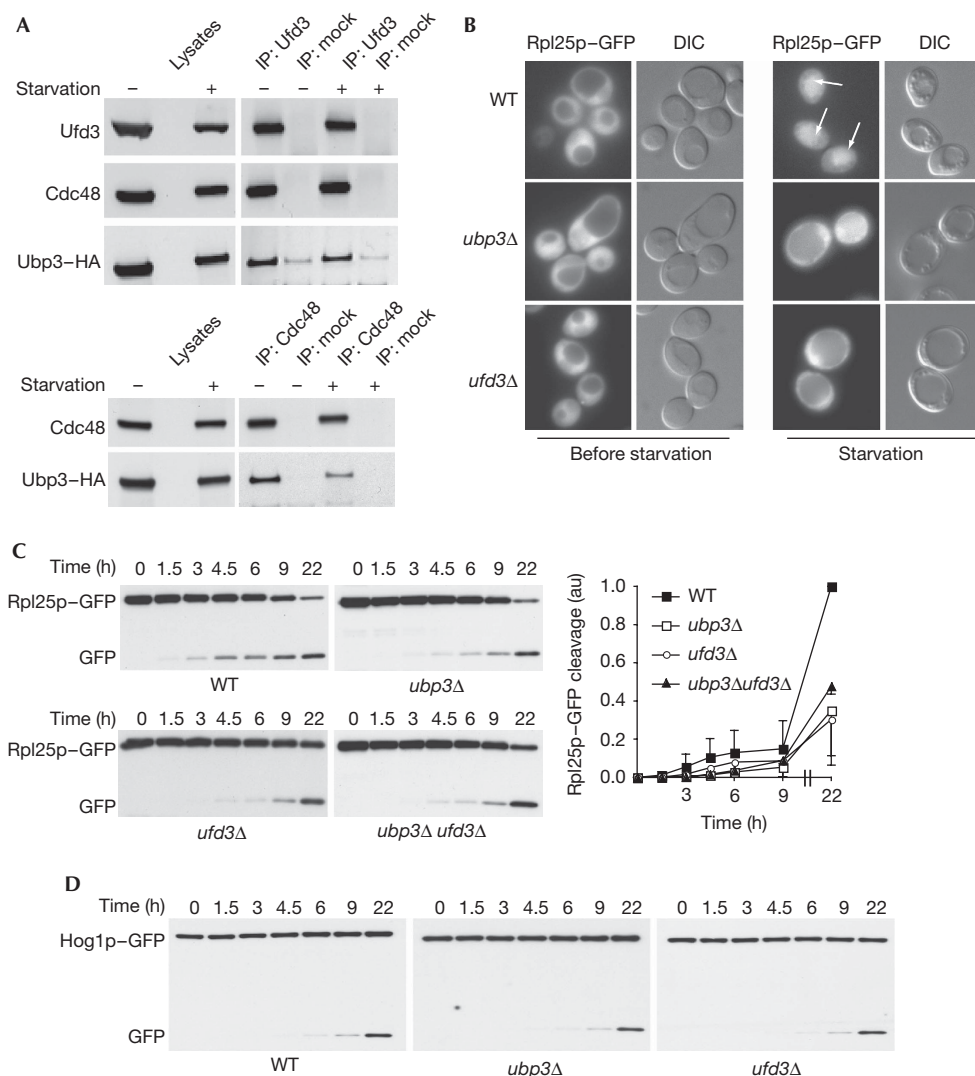 A
Lysates
IP: Ufd3
IP: mock
IP: Ufd3
IP: mock
Starvation – + – – + +
Ufd3
Cdc48
Ubp3–HA
Lysates
IP: Cdc48
IP: mock
IP: Cdc48
IP: mock
Starvation – + – – + +
Cdc48
Ubp3–HA
B
Rpl25p–GFP DIC Rpl25p–GFP DIC
WT
ubp3Δ
ufd3Δ
Before starvation Starvation
C
Time (h) 0 1.5 3 4.5 6 9 22 0 1.5 3 4.5 6 9 22
Rpl25p–GFP
GFP
WT ubp3Δ
Time (h) 0 1.5 3 4.5 6 9 22 0 1.5 3 4.5 6 9 22
Rpl25p–GFP
GFP
ufd3Δ ubp3Δ ufd3Δ
Rpl25p–GFP cleavage (au)
1.0
0.8
0.6
0.4
0.2
0.0
WT
ubp3Δ
ufd3Δ
ubp3Δufd3Δ
3 6 9 22
Time (h)
D
Time (h) 0 1.5 3 4.5 6 9 22 0 1.5 3 4.5 6 9 22 0 1.5 3 4.5 6 9 22
Hog1p–GFP
GFP
WT ubp3Δ ufd3Δ